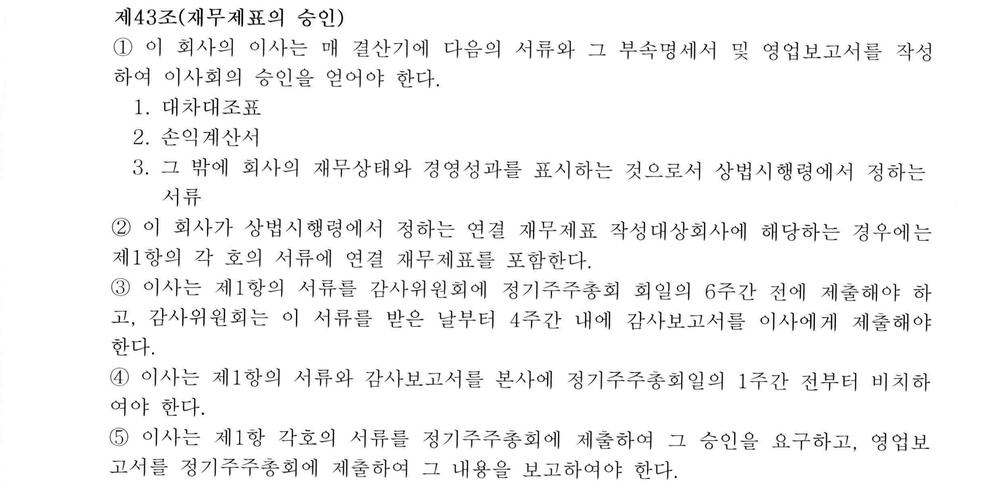 제43조(재무제표의 승인)
① 이 회사의 이사는 매 결산기에 다음의 서류와 그 부속명세서 및 영업보고서를 작성
하여 이사회의 승인을 얻어야 한다.
1. 대차대조표
2. 손익계산서
3. 그 밖에 회사의 재무상태와 경영성과를 표시하는 것으로서 상법시행령에서 정하는
서류
② 이 회사가 상법시행령에서 정하는 연결 재무제표 작성대상회사에 해당하는 경우에는
제1항의 각 호의 서류에 연결 재무제표를 포함한다.
③ 이사는 제1항의 서류를 감사위원회에 정기주주총회 회일의 6주간 전에 제출해야 하
고, 감사위원회는 이 서류를 받은 날부터 4주간 내에 감사보고서를 이사에게 제출해야
한다.
④ 이사는 제1항의 서류와 감사보고서를 본사에 정기주주총회일의 1주간 전부터 비치하
여야 한다.
⑤ 이사는 제1항 각호의 서류를 정기주주총회에 제출하여 그 승인을 요구하고, 영업보
고서를 정기주주총회에 제출하여 그 내용을 보고하여야 한다.